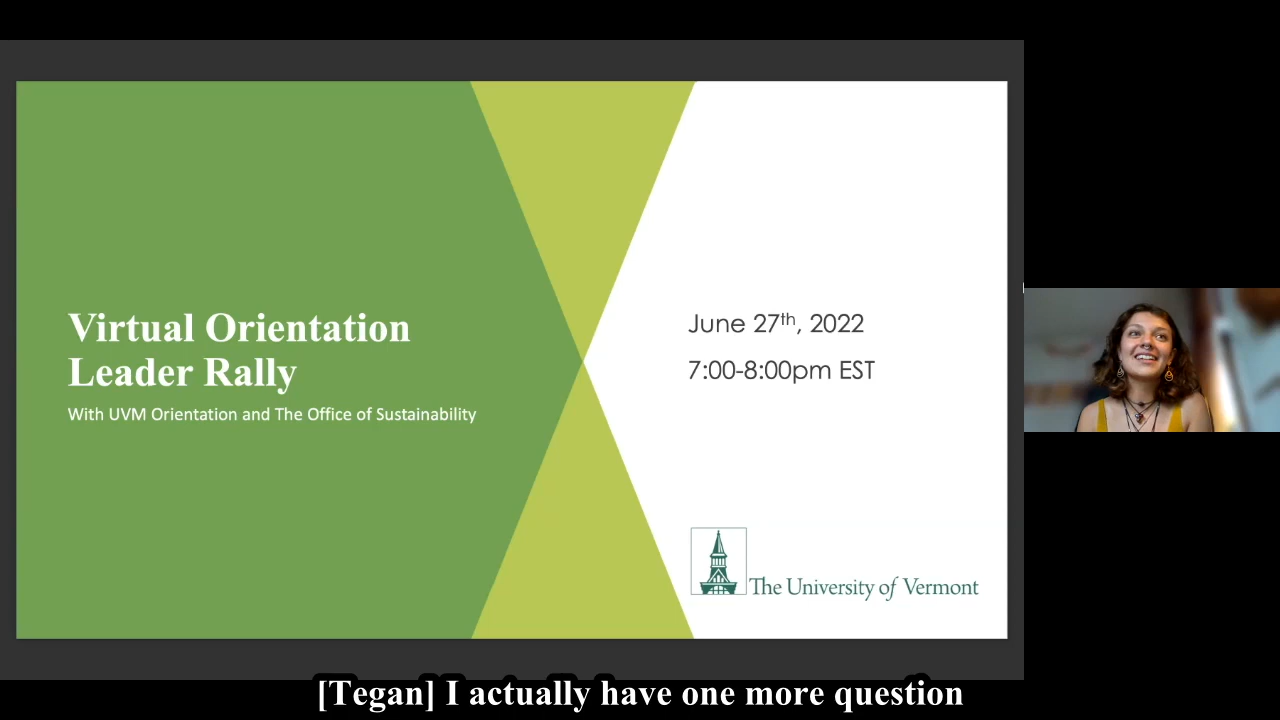 Virtual Orientation
Leader Rally
With UVM Orientation and The Office of Sustainability
June 27th, 2022
7:00-8:00pm EST
The University of Vermont
[Tegan] I actually have one more question